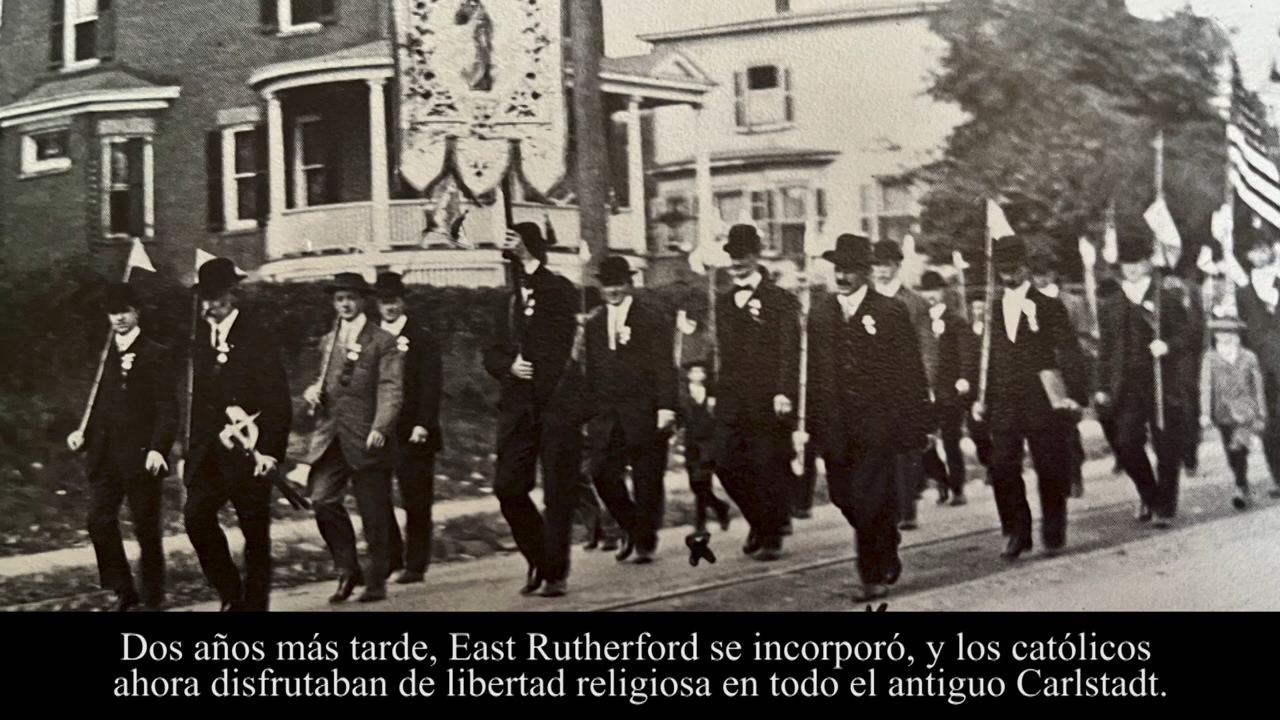 Dos años más tarde, East Rutherford se incorporó, y los católicos
ahora disfrutaban de libertad religiosa en todo el antiguo Carlstadt.